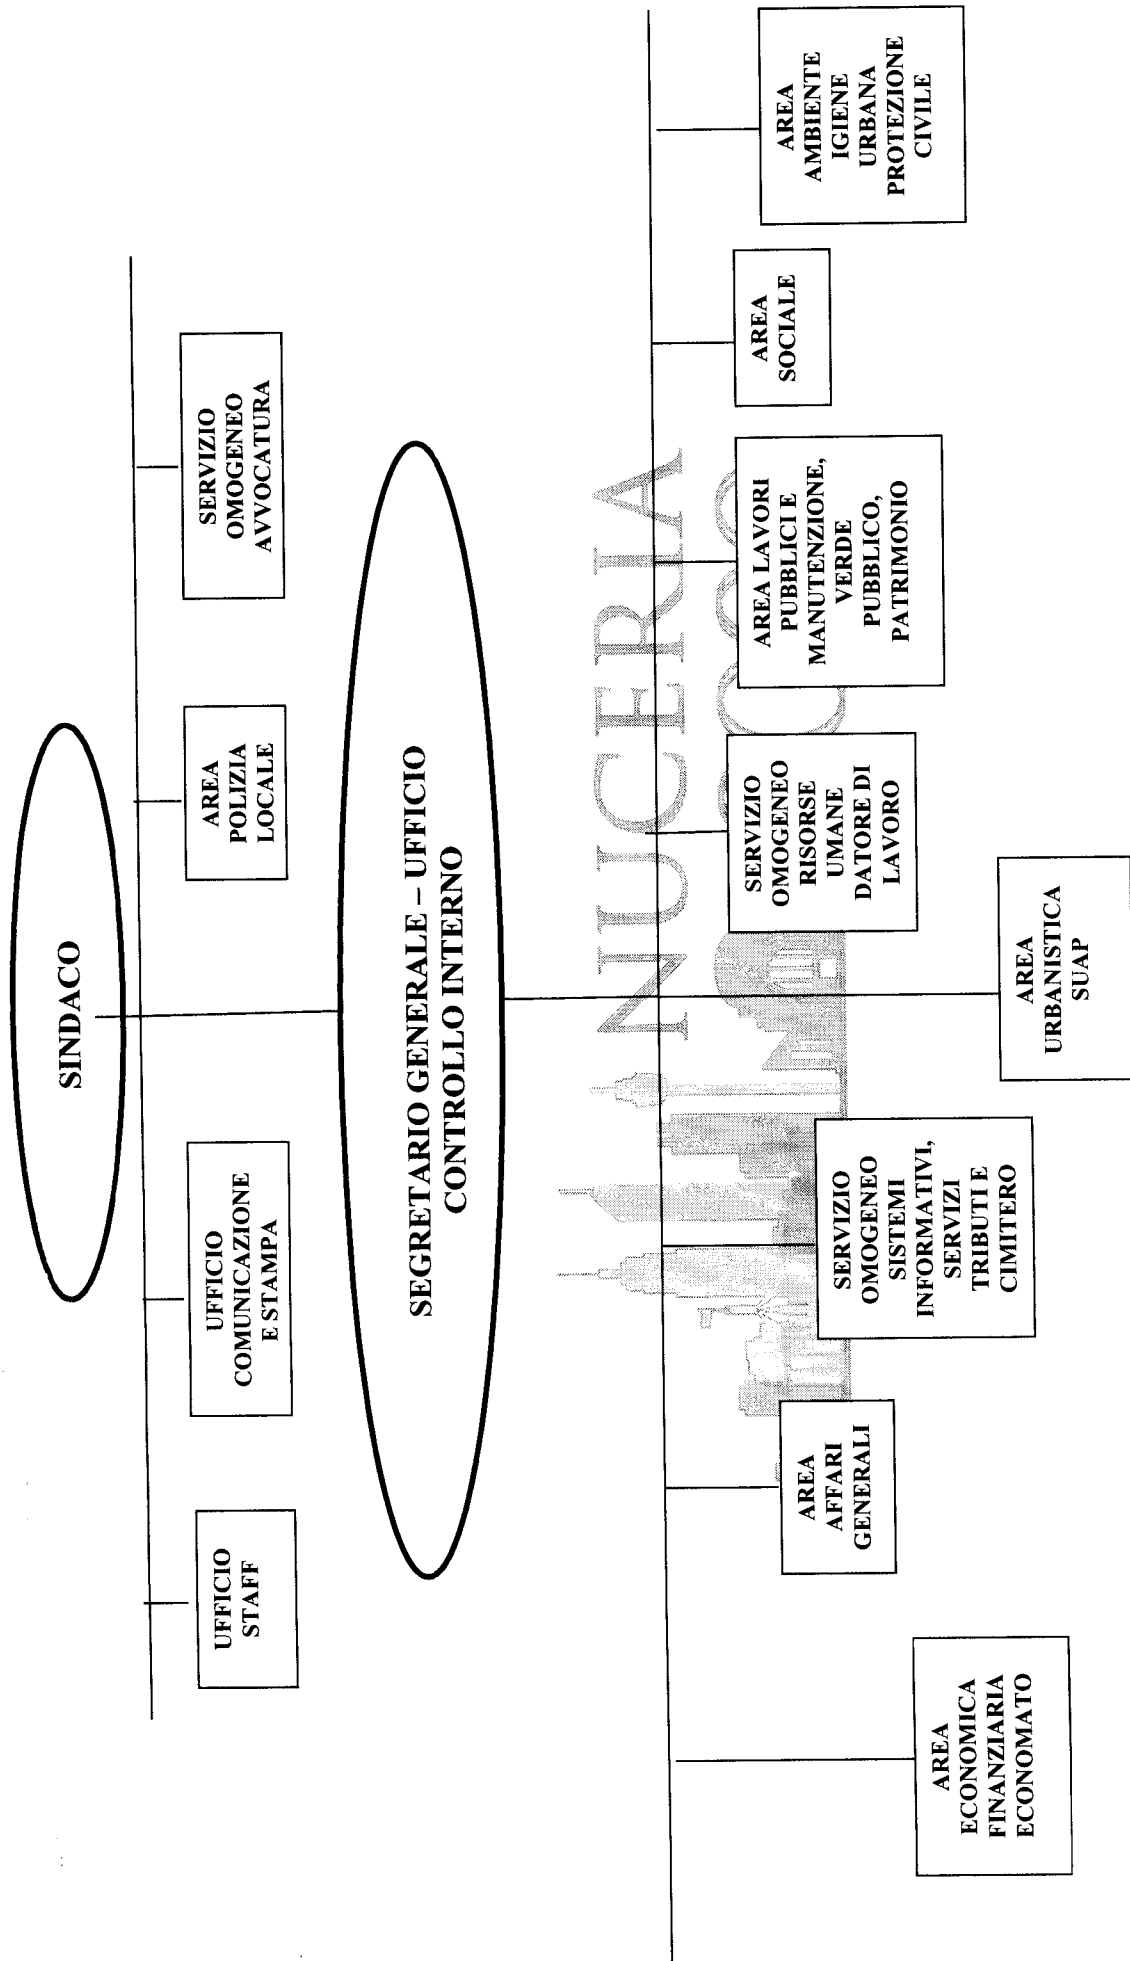 SINDACO
UFFICIO
STAFF
UFFICIO
COMUNICAZIONE
E STAMPA
AREA
POLIZIA
LOCALE
SERVIZIO
OMOGENEO
AVVOCATURA
SEGRETARIO GENERALE – UFFICIO
CONTROLLO INTERNO
NUCERIA
AREA
ECONOMICA
FINANZIARIA
ECONOMATO
AREA
AFFARI
GENERALI
SERVIZIO
OMOGENEO
SISTEMI
INFORMATIVI,
SERVIZI
TRIBUTI E
CIMITERO
AREA
URBANISTICA
SUAP
SERVIZIO
OMOGENEO
RISORSE
UMANE
DATORE DI
LAVORO
AREA LAVORI
PUBBLICI E
MANUTENZIONE,
VERDE
PUBBLICO,
PATRIMONIO
AREA
SOCIALE
AREA
AMBIENTE
IGIENE
URBANA
PROTEZIONE
CIVILE